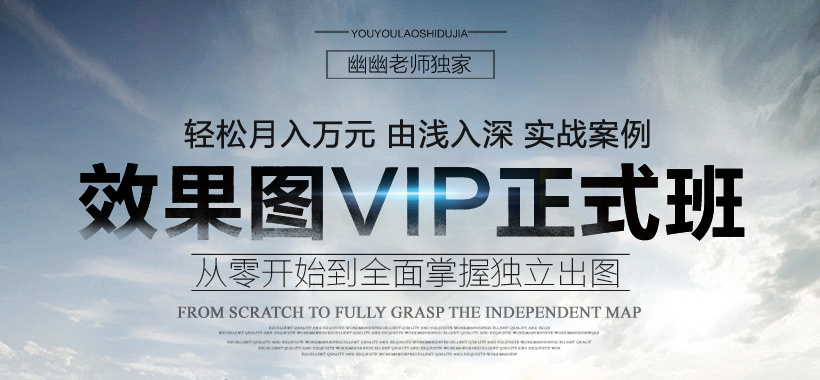 YOUYOULAOSHIDUJIA
幽幽老师独家
轻松月入万元 由浅入深 实战案例
效果图VIP正式班
从零开始到全面掌握独立出图
FROM SCRATCH TO FULLY GRASP THE INDEPENDENT MAP